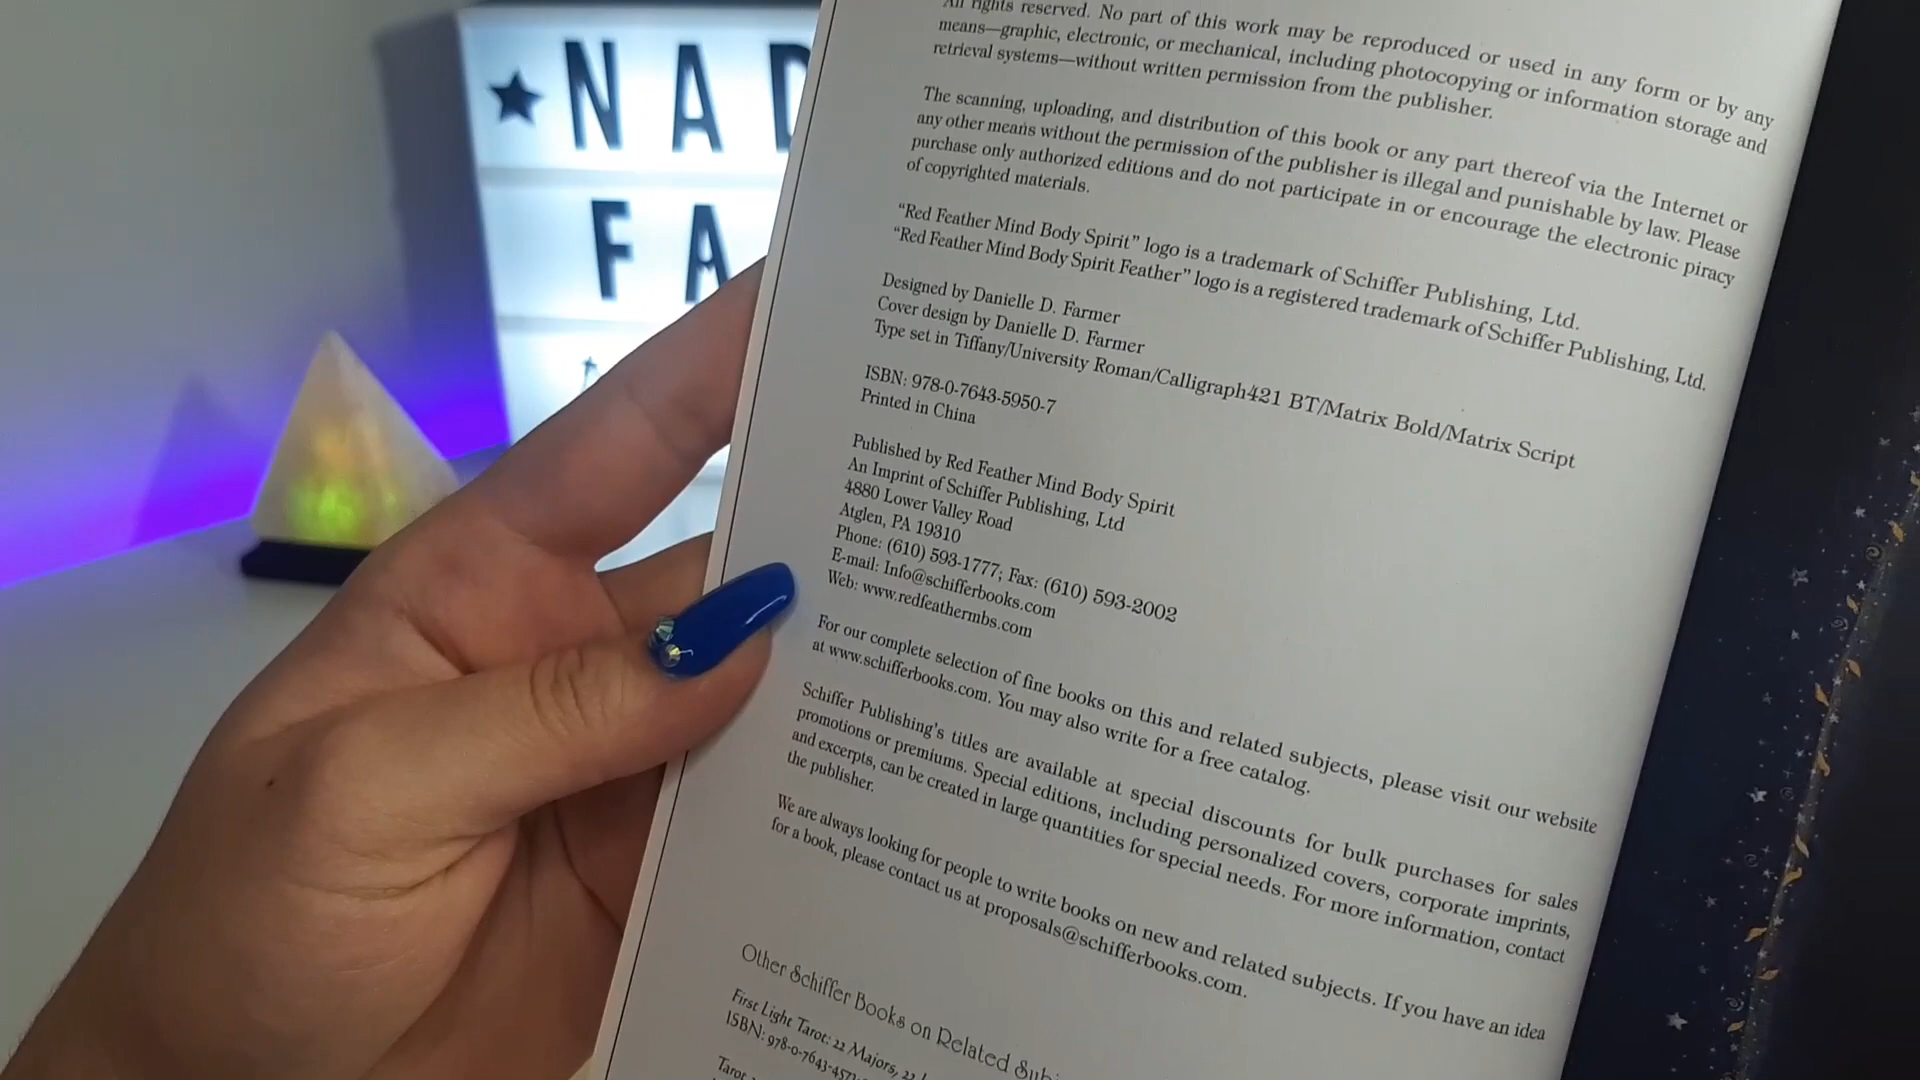 ★ NAD
FA
All rights reserved. No part of this work may be reproduced or used in any form or by any
means—graphic, electronic, or mechanical, including photocopying or information storage and
retrieval systems—without written permission from the publisher.
The scanning, uploading, and distribution of this book or any part thereof via the Internet or
any other means without the permission of the publisher is illegal and punishable by law. Please
purchase only authorized editions and do not participate in or encourage the electronic piracy
of copyrighted materials.
“Red Feather Mind Body Spirit” logo is a trademark of Schiffer Publishing, Ltd.
“Red Feather Mind Body Spirit Feather” logo is a registered trademark of Schiffer Publishing, Ltd.
Designed by Danielle D. Farmer
Cover design by Danielle D. Farmer
Type set in Tiffany/University Roman/Calligraph421 BT/Matrix Bold/Matrix Script
ISBN: 978-0-7643-5950-7
Printed in China
Published by Red Feather Mind Body Spirit
An Imprint of Schiffer Publishing, Ltd
4880 Lower Valley Road
Atglen, PA 19310
Phone: (610) 593-1777; Fax: (610) 593-2002
E-mail: Info@schifferbooks.com
Web: www.redfeathermbs.com
For our complete selection of fine books on this and related subjects, please visit our website
at www.schifferbooks.com. You may also write for a free catalog.
Schiffer Publishing's titles are available at special discounts for bulk purchases for sales
promotions or premiums. Special editions, including personalized covers, corporate imprints,
and excerpts, can be created in large quantities for special needs. For more information, contact
the publisher.
We are always looking for people to write books on new and related subjects. If you have an idea
for a book, please contact us at proposals@schifferbooks.com.
Other Schiffer Books on Related Subj
First Light Tarot: 22 Majors, 22
ISBN: 978-0-7643-457
Tarot